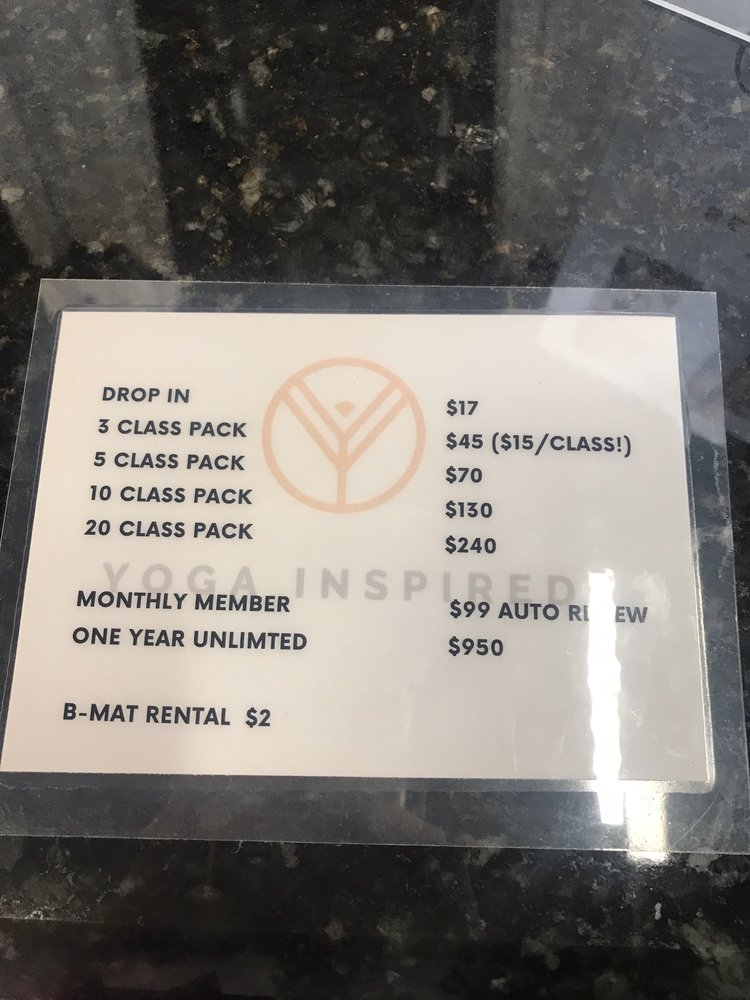 DROP IN $17
3 CLASS PACK $45 ($15/CLASS!)
5 CLASS PACK $70
10 CLASS PACK $130
20 CLASS PACK $240
YOGA INSPIRED
MONTHLY MEMBER $99 AUTO RENEW
ONE YEAR UNLIMTED $950
B-MAT RENTAL $2